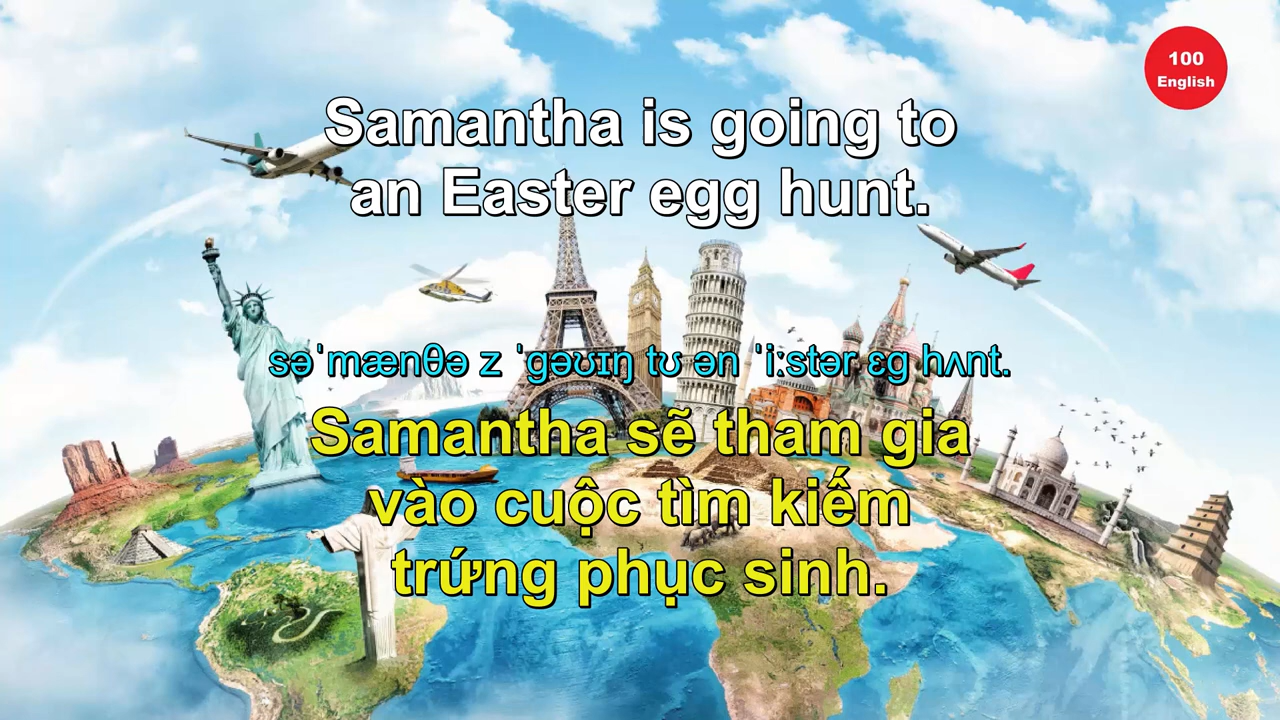 100
English
Samantha is going to
an Easter egg hunt.
səˈmænθə z ˈgəʊɪŋ tʊ ən ˈiːstər ɛg hʌnt.
Samantha sẽ tham gia
vào cuộc tìm kiếm
trứng phục sinh.